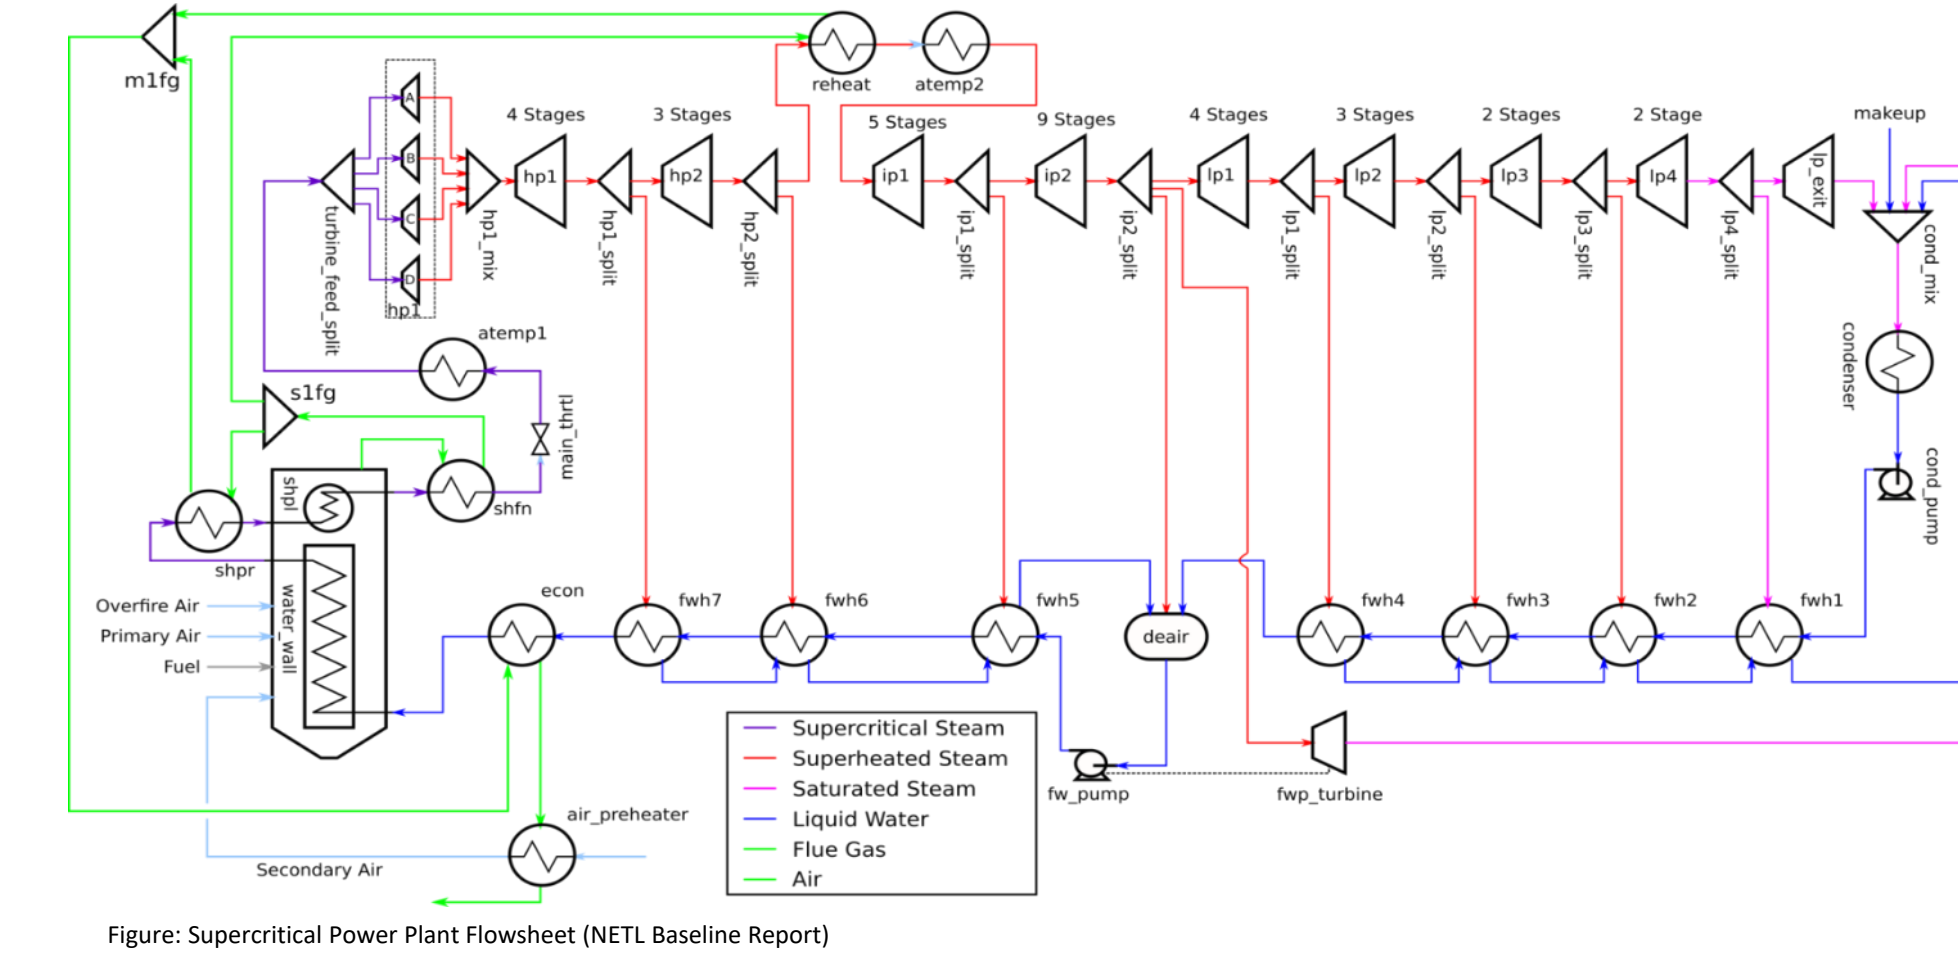 m1fg
reheat
atemp2
4 Stages
3 Stages
5 Stages
9 Stages
4 Stages
3 Stages
2 Stages
2 Stage
makeup
A
B
C
D
hp1
turbine_feed_split
hp1_mix
hp1
hp1_split
hp2
hp2_split
ip1
ip1_split
ip2
ip2_split
lp1
lp1_split
lp2
lp2_split
lp3
lp3_split
lp4
lp4_split
lp_exit
cond_mix
condenser
cond_pump
atemp1
s1fg
main_thrtl
shpl
shfn
shpr
water_wall
Overfire Air
Primary Air
Fuel
econ
fwh7
fwh6
fwh5
deair
fwh4
fwh3
fwh2
fwh1
Supercritical Steam
Superheated Steam
Saturated Steam
Liquid Water
Flue Gas
Air
fw_pump
fwp_turbine
air_preheater
Secondary Air
Figure: Supercritical Power Plant Flowsheet (NETL Baseline Report)